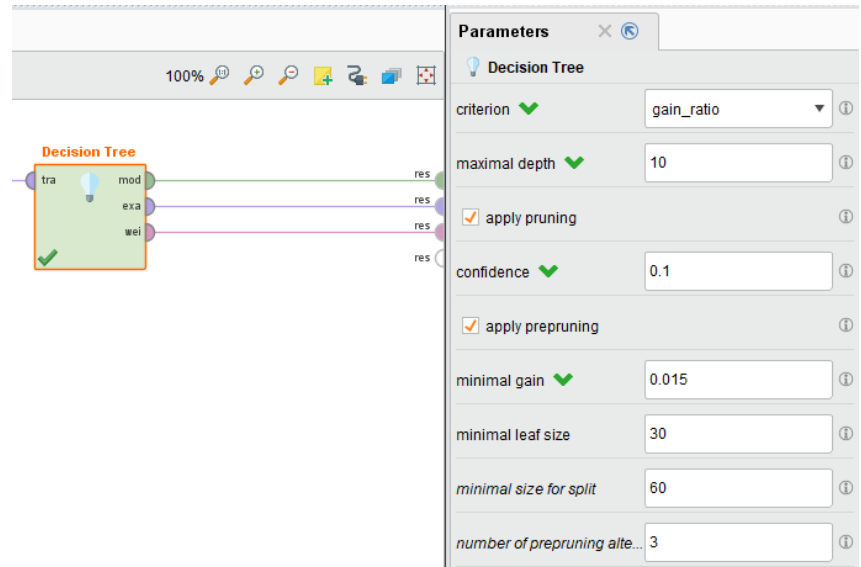 100%
Decision Tree
tra
mod
exa
wei
res
res
res
res
Parameters
Decision Tree
criterion
gain_ratio
maximal depth
10
apply pruning
confidence
0.1
apply prepruning
minimal gain
0.015
minimal leaf size
30
minimal size for split
60
number of prepruning alte...
3